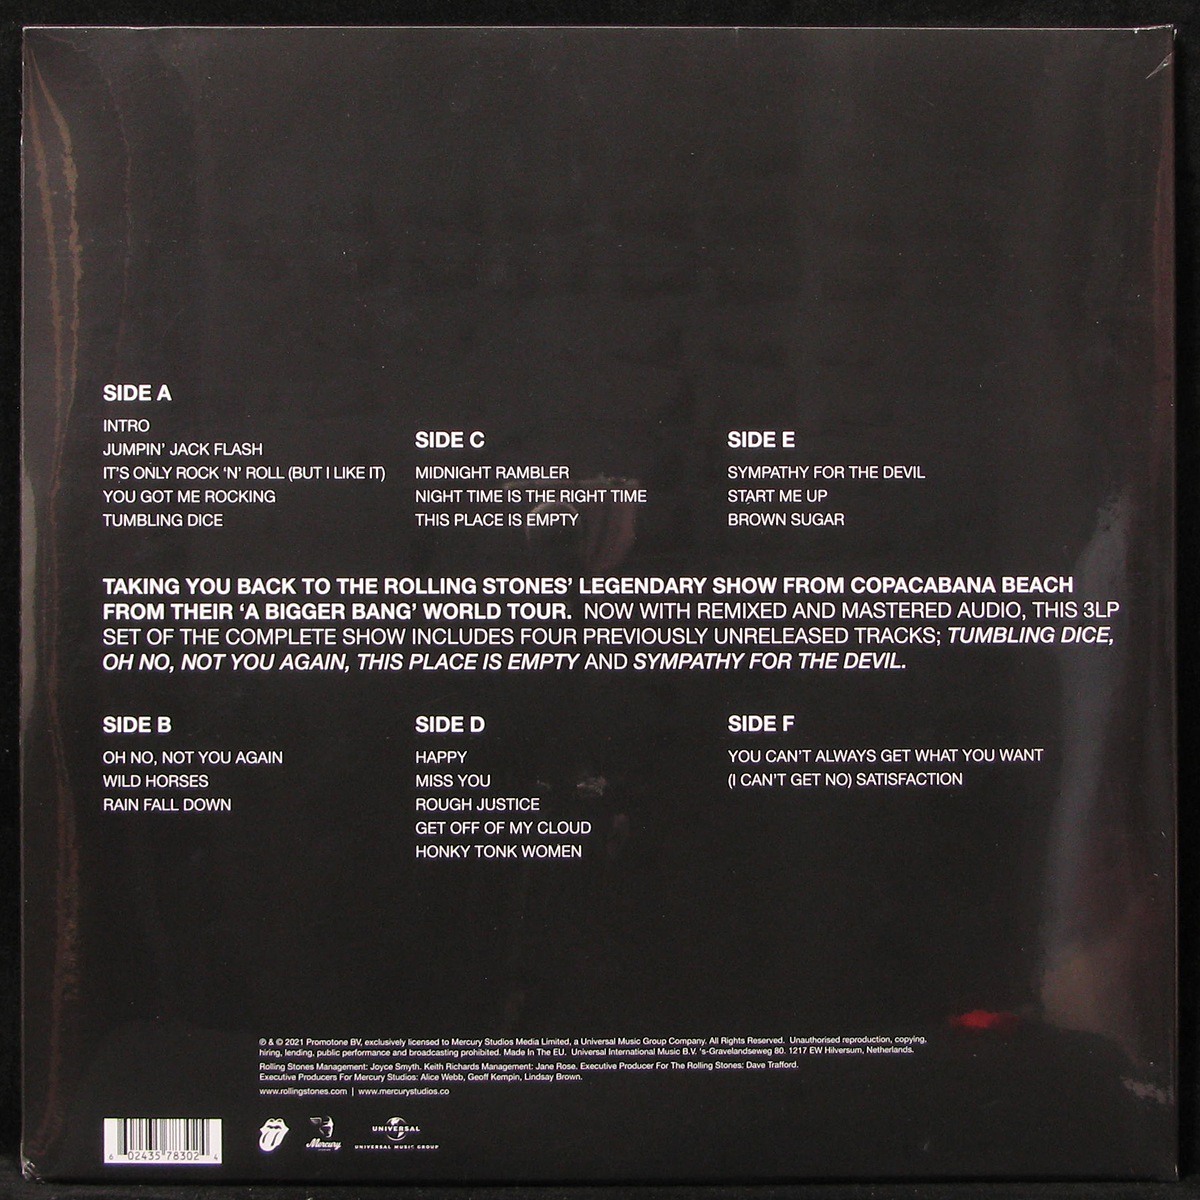 SIDE A
INTRO
JUMPIN' JACK FLASH
IT'S ONLY ROCK 'N' ROLL (BUT I LIKE IT)
YOU GOT ME ROCKING
TUMBLING DICE
SIDE C
MIDNIGHT RAMBLER
NIGHT TIME IS THE RIGHT TIME
THIS PLACE IS EMPTY
SIDE E
SYMPATHY FOR THE DEVIL
START ME UP
BROWN SUGAR
TAKING YOU BACK TO THE ROLLING STONES' LEGENDARY SHOW FROM COPACABANA BEACH
FROM THEIR 'A BIGGER BANG' WORLD TOUR. NOW WITH REMIXED AND MASTERED AUDIO, THIS 3LP
SET OF THE COMPLETE SHOW INCLUDES FOUR PREVIOUSLY UNRELEASED TRACKS; TUMBLING DICE,
OH NO, NOT YOU AGAIN, THIS PLACE IS EMPTY AND SYMPATHY FOR THE DEVIL.
SIDE B
OH NO, NOT YOU AGAIN
WILD HORSES
RAIN FALL DOWN
SIDE D
HAPPY
MISS YOU
ROUGH JUSTICE
GET OFF OF MY CLOUD
HONKY TONK WOMEN
SIDE F
YOU CAN'T ALWAYS GET WHAT YOU WANT
(I CAN'T GET NO) SATISFACTION
℗ & © 2021 Promotone BV, exclusively licensed to Mercury Studios Media Limited, a Universal Music Group Company. All Rights Reserved. Unauthorised reproduction, copying,
hiring, lending, public performance and broadcasting prohibited. Made In The EU. Universal International Music B.V. 's-Gravelandseweg 80. 1217 EW Hilversum, Netherlands.
Rolling Stones Management: Joyce Smyth. Keith Richards Management: Jane Rose. Executive Producer For The Rolling Stones: Dave Trafford.
Executive Producers For Mercury Studios: Alice Webb, Geoff Kempin, Lindsay Brown.
www.rollingstones.com | www.mercurystudios.co
6 02435 78302 4
Mercury
UNIVERSAL
UNIVERSAL MUSIC GROUP